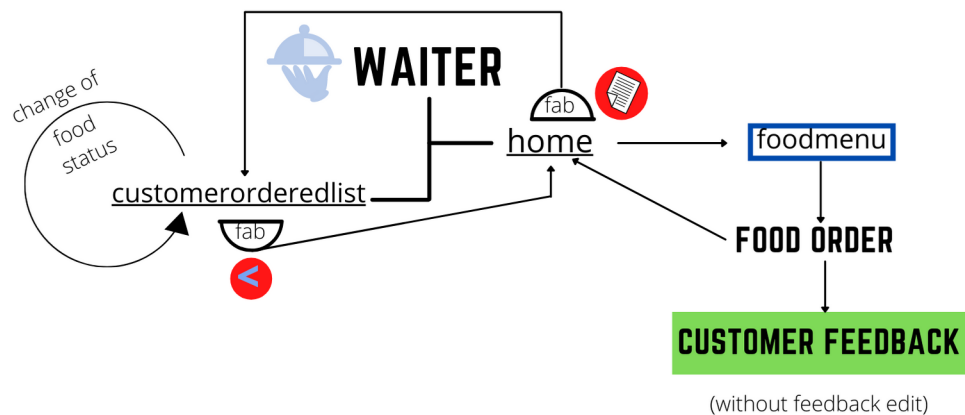 WAITER
change of
food
status
fab
home
foodmenu
customerorderedlist
fab
<
FOOD ORDER
CUSTOMER FEEDBACK
(without feedback edit)